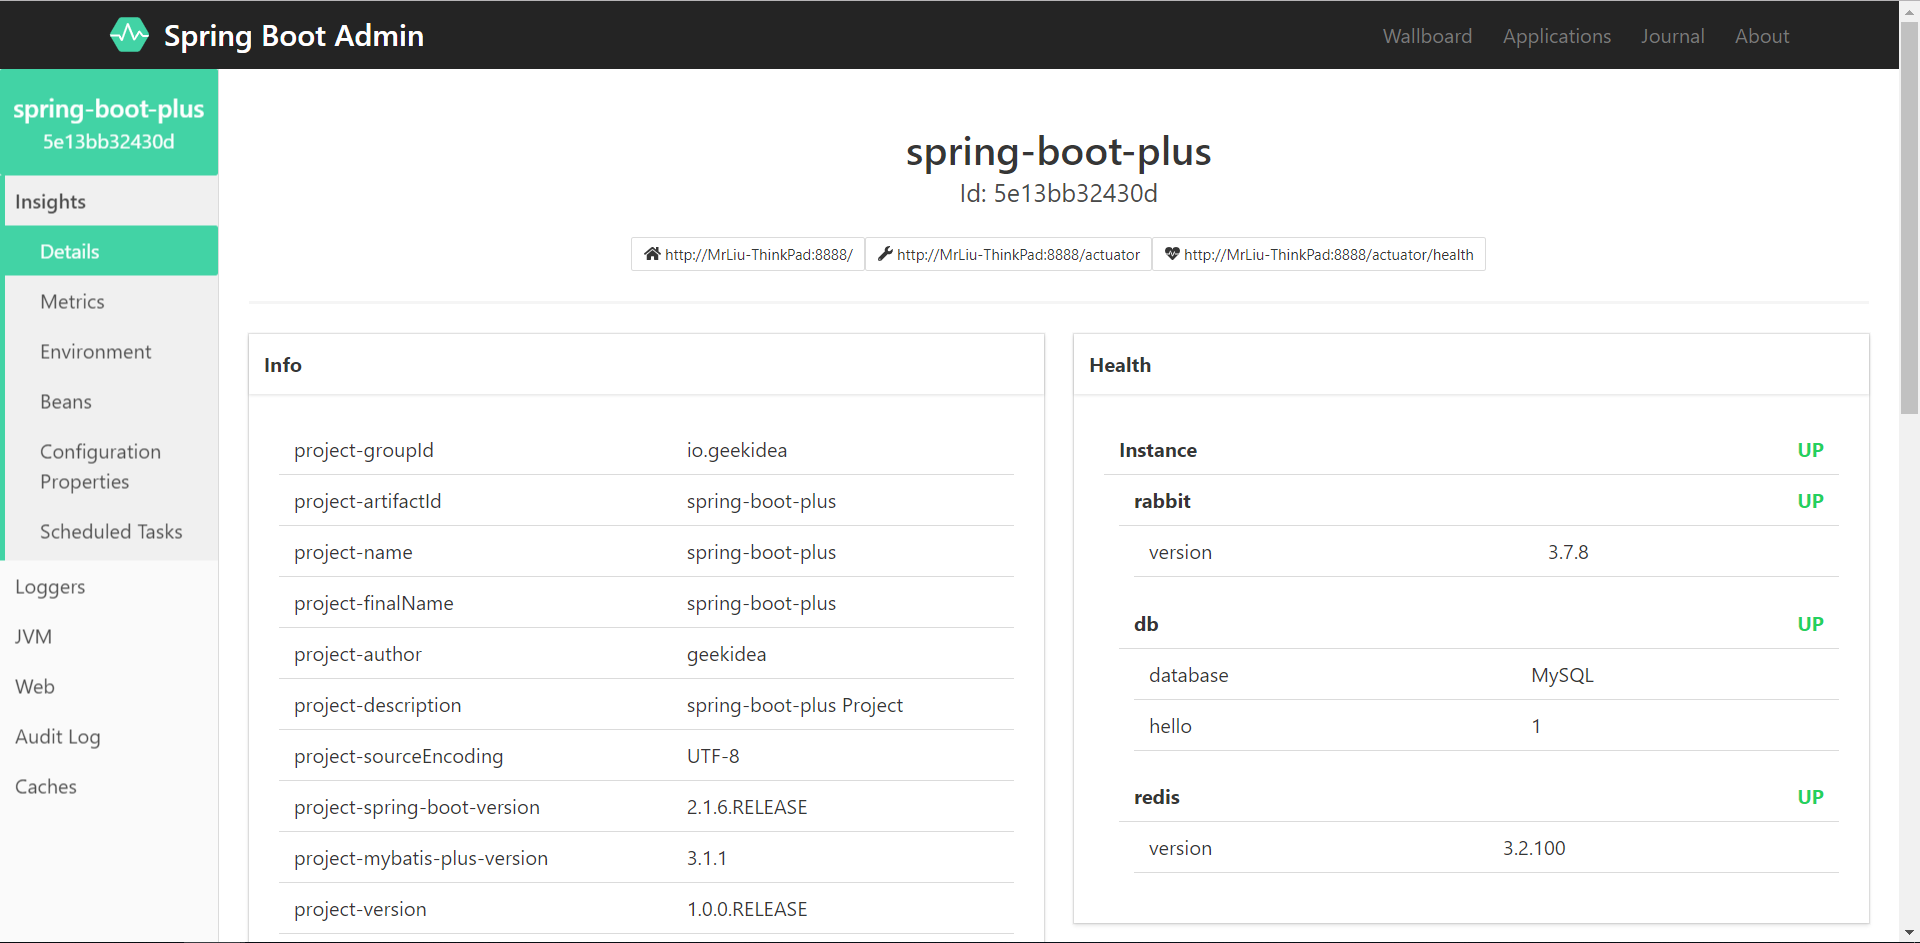 Spring Boot Admin
Wallboard Applications Journal About
spring-boot-plus
5e13bb32430d
Insights
Details
Metrics
Environment
Beans
Configuration
Properties
Scheduled Tasks
Loggers
JVM
Web
Audit Log
Caches
spring-boot-plus
Id: 5e13bb32430d
http://MrLiu-ThinkPad:8888/ http://MrLiu-ThinkPad:8888/actuator http://MrLiu-ThinkPad:8888/actuator/health
Info
project-groupId io.geekidea
project-artifactId spring-boot-plus
project-name spring-boot-plus
project-finalName spring-boot-plus
project-author geekidea
project-description spring-boot-plus Project
project-sourceEncoding UTF-8
project-spring-boot-version 2.1.6.RELEASE
project-mybatis-plus-version 3.1.1
project-version 1.0.0.RELEASE
Health
Instance UP
rabbit UP
version 3.7.8
db UP
database MySQL
hello 1
redis UP
version 3.2.100